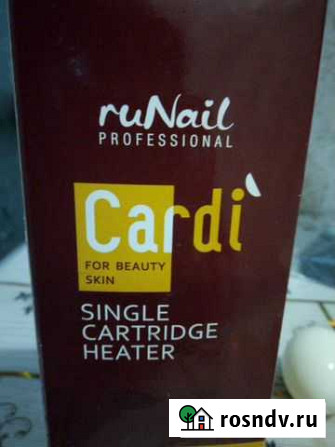 ruNail
PROFESSIONAL
Cardi
FOR BEAUTY
SKIN
SINGLE
CARTRIDGE
HEATER
rosndv.ru